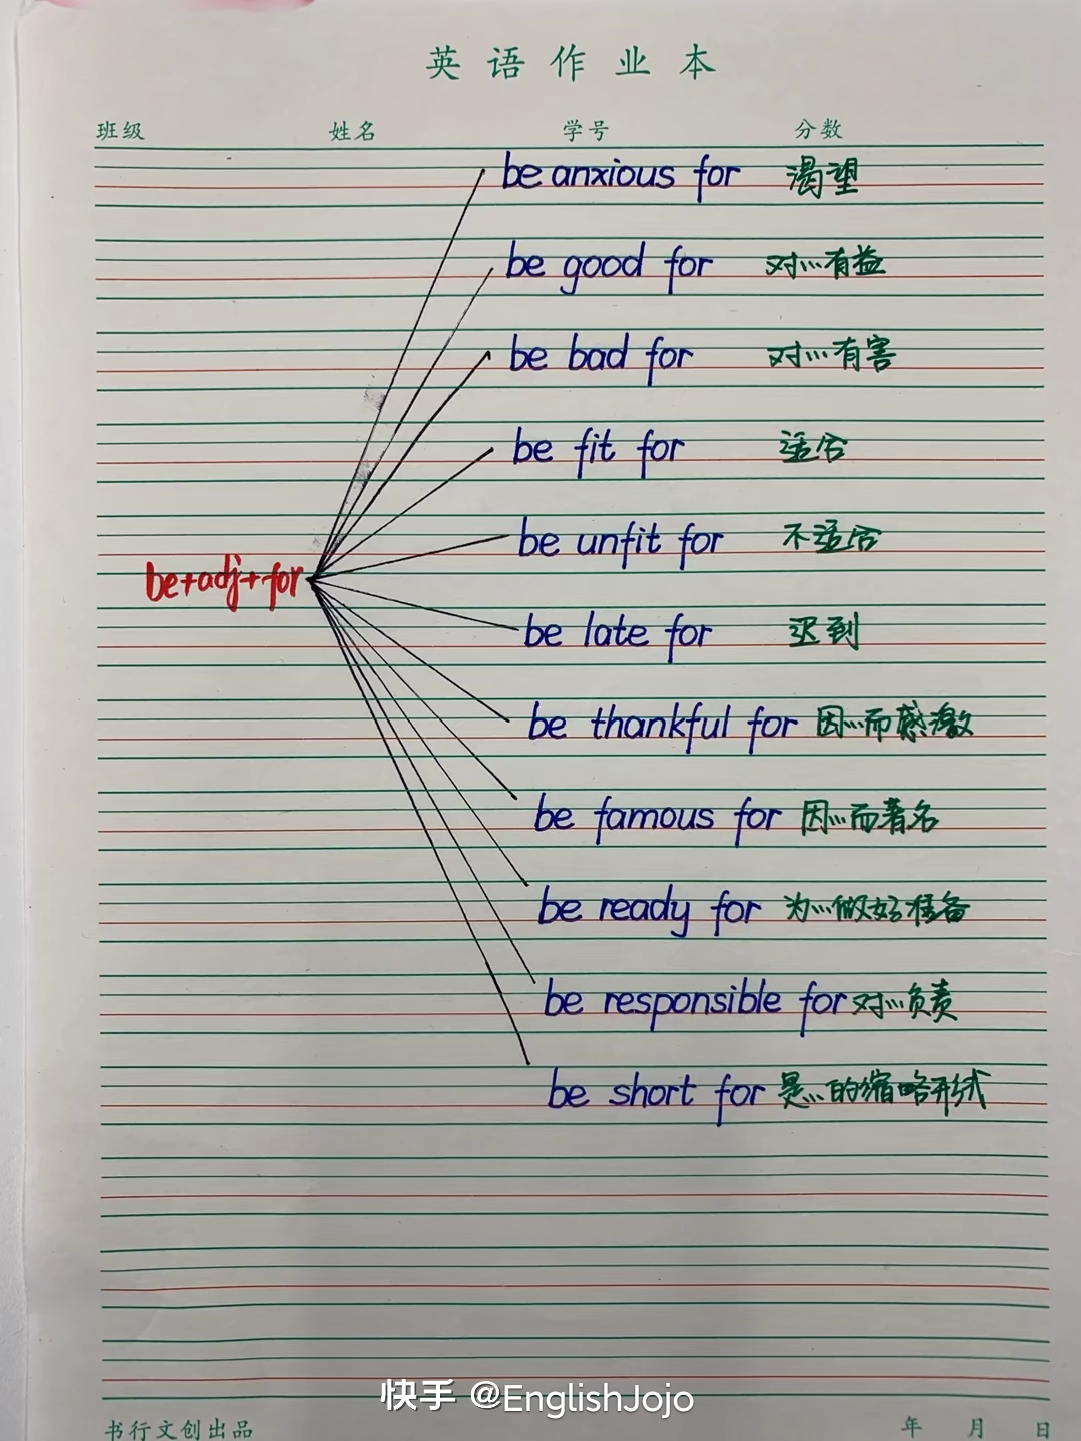 英语作业本
班级 姓名 学号 分数
be anxious for 渴望
be good for 对...有益
be bad for 对...有害
be fit for 适合
be unfit for 不适合
be+adj+for
be late for 迟到
be thankful for 因...而感激
be famous for 因...而著名
be ready for 为...做好准备
be responsible for 对...负责
be short for 是...的缩略形式
快手 @EnglishJojo
书行文创出品 年 月 日